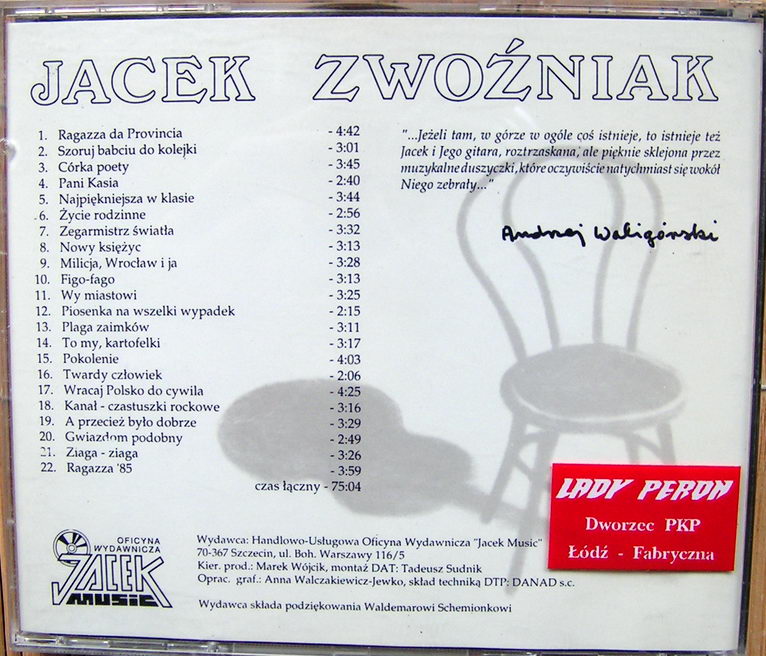 JACEK ZWOŹNIAK
1. Ragazza da Provincia - 4:42
2. Szoruj babciu do kolejki - 3:01
3. Córka poety - 3:45
4. Pani Kasia - 2:40
5. Najpiękniejsza w klasie - 3:44
6. Życie rodzinne - 2:56
7. Zegarmistrz światła - 3:32
8. Nowy księżyc - 3:13
9. Milicja, Wrocław i ja - 3:28
10. Figo-fago - 3:13
11. Wy miastowi - 3:25
12. Piosenka na wszelki wypadek - 2:15
13. Plaga zaimków - 3:11
14. To my, kartofelki - 3:17
15. Pokolenie - 4:03
16. Twardy człowiek - 2:06
17. Wracaj Polsko do cywila - 4:25
18. Kanał - czastuszki rockowe - 3:16
19. A przecież było dobrze - 3:29
20. Gwiazdom podobny - 2:49
21. Ziaga - ziaga - 3:26
22. Ragazza '85 - 3:59
czas łączny - 75:04
"...Jeżeli tam, w górze w ogóle coś istnieje, to istnieje też
Jacek i Jego gitara, roztrzaskana, ale pięknie sklejona przez
muzykalne duszyczki, które oczywiście natychmiast się wokół
Niego zebrały..."
Andrzej Waligórski
LADY PERON
Dworzec PKP
Łódź - Fabryczna
OFICYNA
WYDAWNICZA
JACEK
MUSIC
Wydawca: Handlowo-Usługowa Oficyna Wydawnicza "Jacek Music"
70-367 Szczecin, ul. Boh. Warszawy 116/5
Kier. prod.: Marek Wójcik, montaż DAT: Tadeusz Sudnik
Oprac. graf.: Anna Walczakiewicz-Jewko, skład techniką DTP: DANAD s.c.
Wydawca składa podziękowania Waldemarowi Schemionkowi